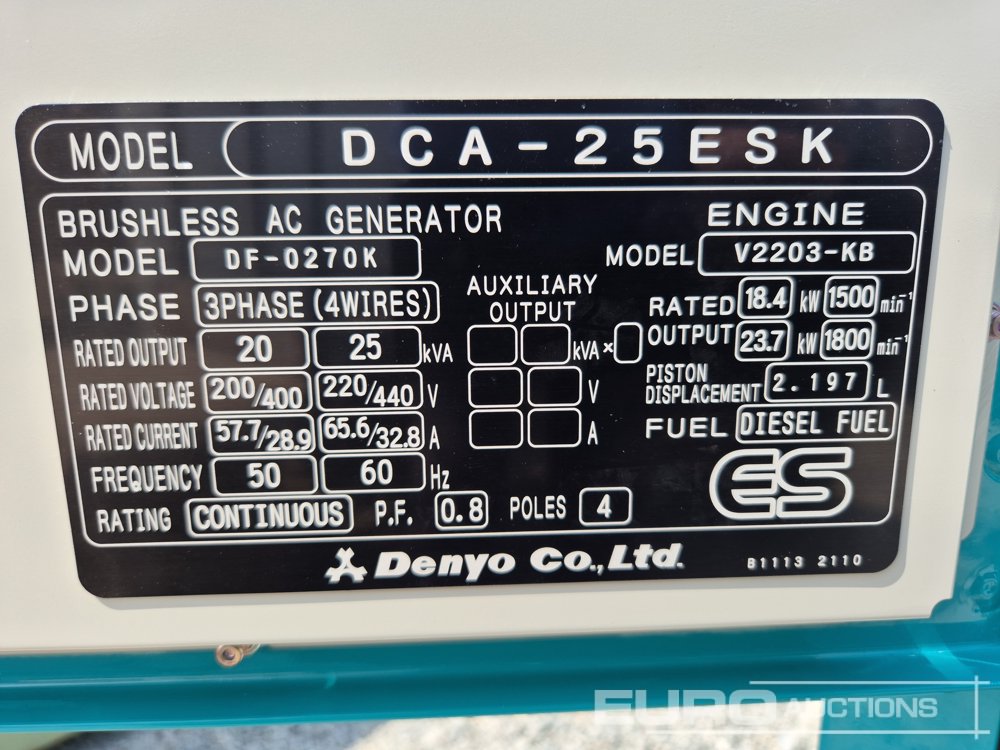 MODEL DCA-25ESK
BRUSHLESS AC GENERATOR
MODEL DF-0270K
PHASE 3PHASE (4WIRES)
RATED OUTPUT 20 25 kVA
RATED VOLTAGE 200/400 220/440 V
RATED CURRENT 57.7/28.9 65.6/32.8 A
FREQUENCY 50 60 Hz
RATING CONTINUOUS P.F. 0.8 POLES 4
AUXILIARY
OUTPUT
kVA×
V
A
ENGINE
MODEL V2203-KB
RATED 18.4 kW 1500 min⁻¹
OUTPUT 23.7 kW 1800 min⁻¹
PISTON
DISPLACEMENT 2.197 L
FUEL DIESEL FUEL
ES
Denyo Co.,Ltd.
B1113 2110
EURO AUCTIONS